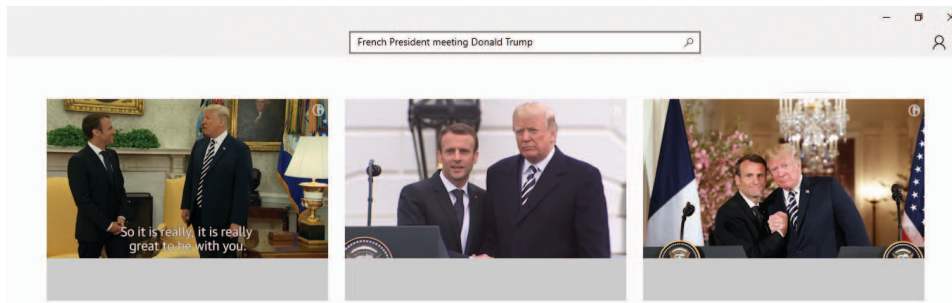 French President meeting Donald Trump
So it is really, it is really
great to be with you.